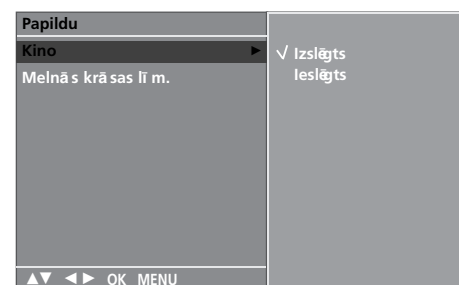 Papildu
Kino ►
Melnās krāsas līm.
√ Izslēgts
Ieslēgts
▲▼ ◄► OK MENU